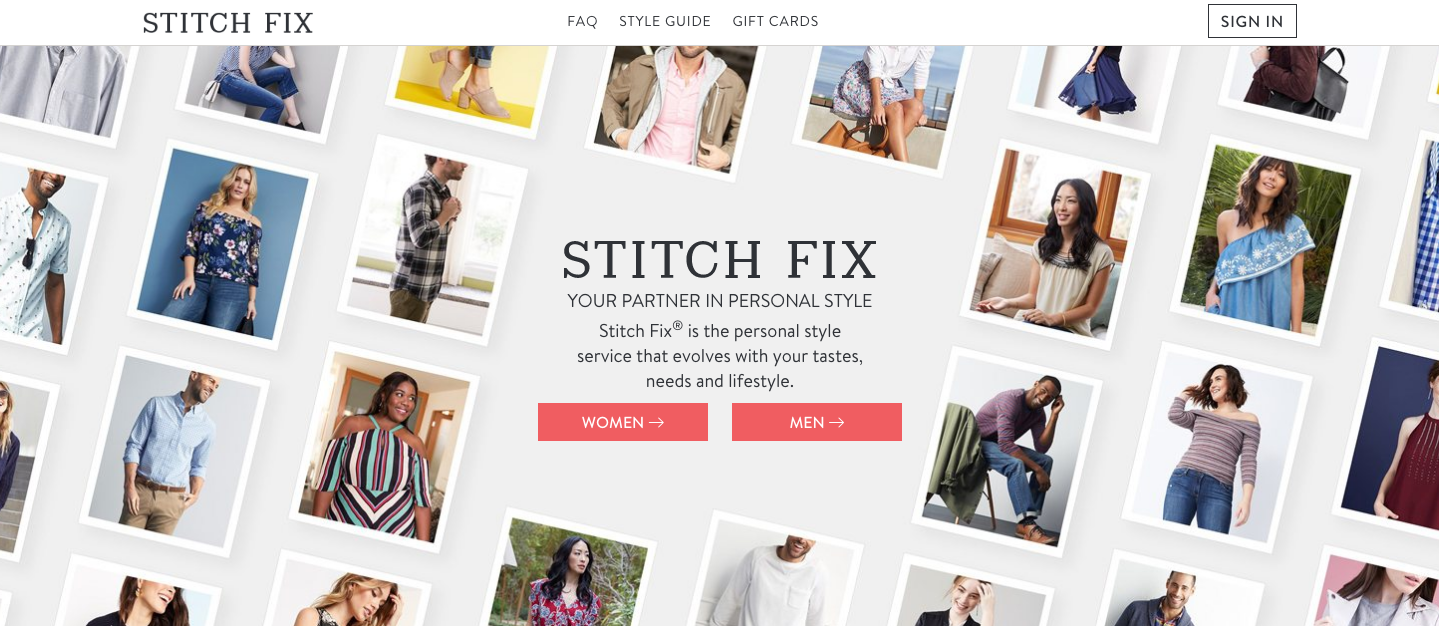 STITCH FIX
FAQ STYLE GUIDE GIFT CARDS
SIGN IN
STITCH FIX
YOUR PARTNER IN PERSONAL STYLE
Stitch Fix® is the personal style
service that evolves with your tastes,
needs and lifestyle.
WOMEN →
MEN →